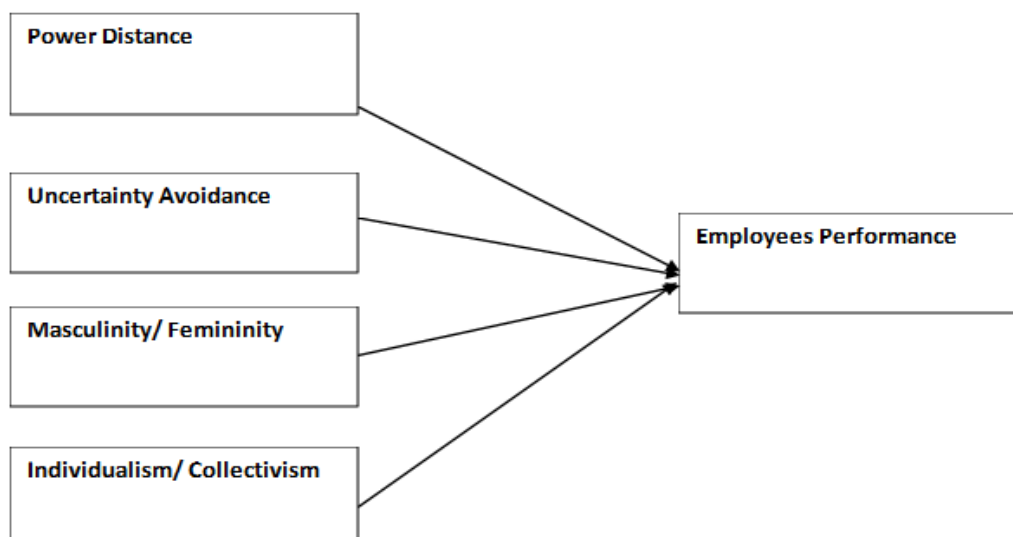 Power Distance
Uncertainty Avoidance
Employees Performance
Masculinity/ Femininity
Individualism/ Collectivism